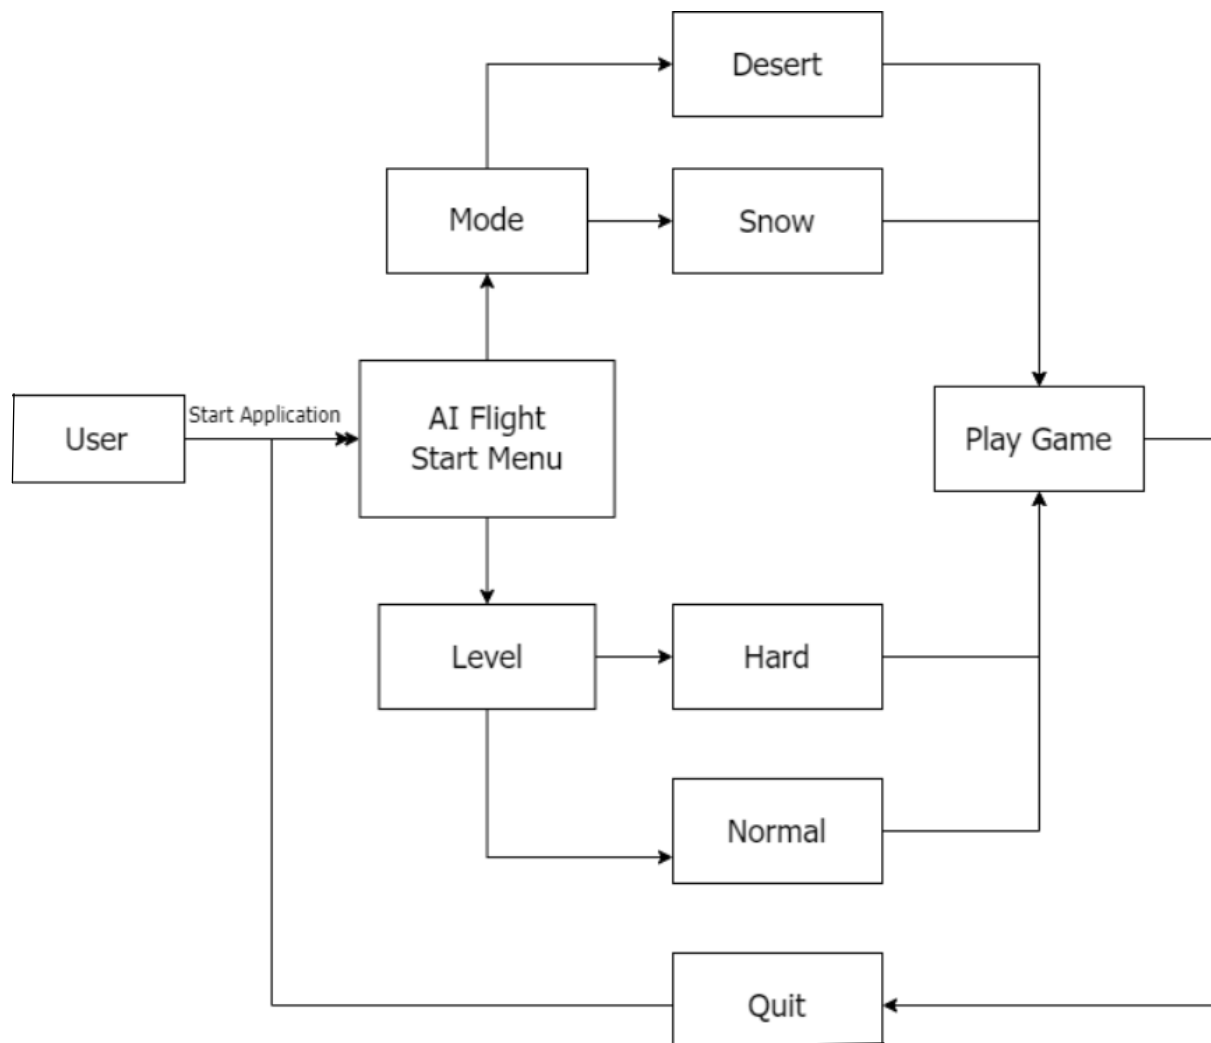 Desert
Mode
Snow
User
Start Application
AI Flight
Start Menu
Play Game
Level
Hard
Normal
Quit